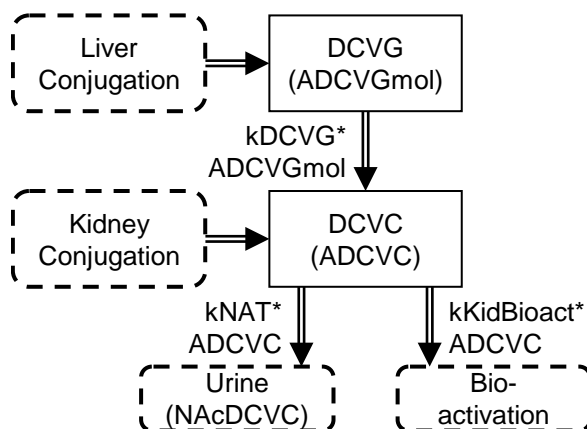 Liver
Conjugation
DCVG
(ADCVGmol)
kDCVG*
ADCVGmol
Kidney
Conjugation
DCVC
(ADCVC)
kNAT*
ADCVC
kKidBioact*
ADCVC
Urine
(NAcDCVC)
Bio-
activation